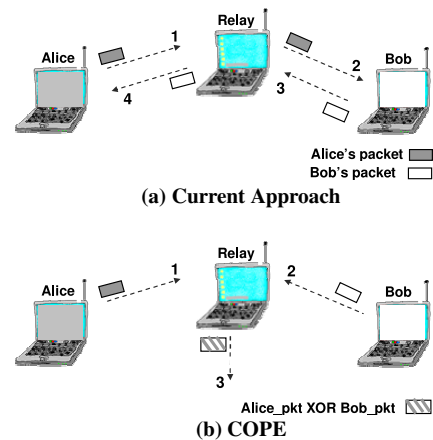 Relay
Alice
1
2
Bob
4
3
Alice's packet
Bob's packet
(a) Current Approach
Relay
Alice
1
2
Bob
3
Alice_pkt XOR Bob_pkt
(b) COPE